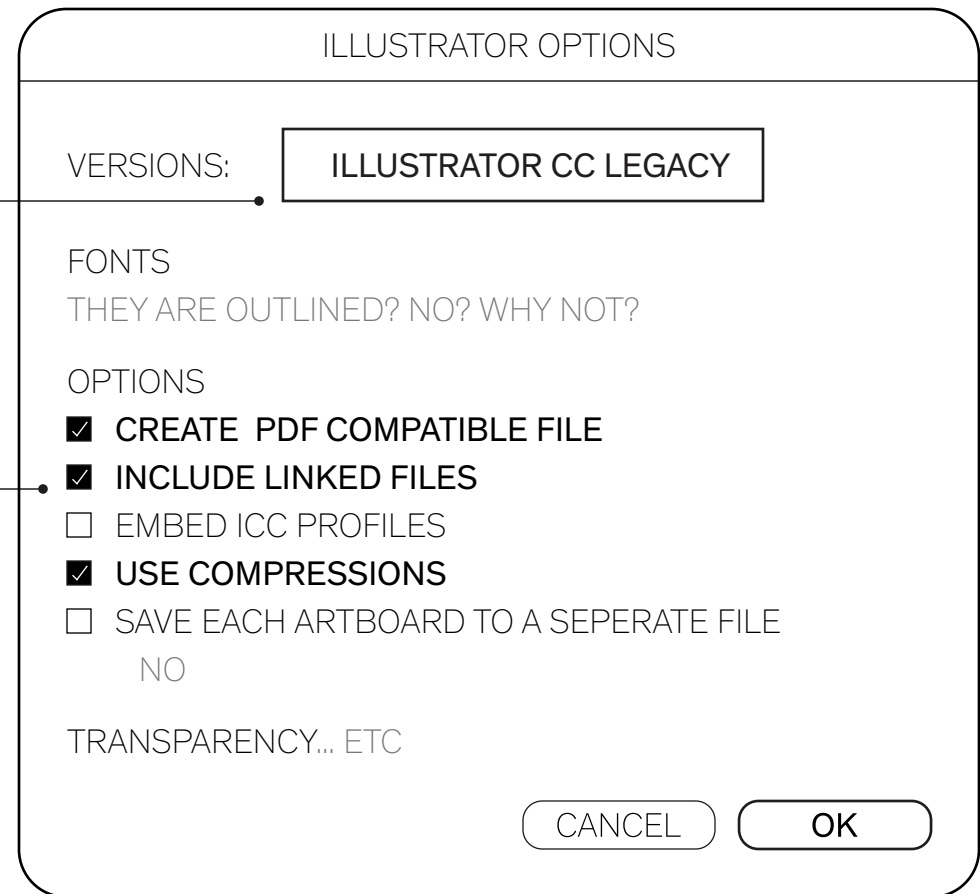 ILLUSTRATOR OPTIONS
VERSIONS: ILLUSTRATOR CC LEGACY
FONTS
THEY ARE OUTLINED? NO? WHY NOT?
OPTIONS
CREATE PDF COMPATIBLE FILE
INCLUDE LINKED FILES
EMBED ICC PROFILES
USE COMPRESSIONS
SAVE EACH ARTBOARD TO A SEPERATE FILE
NO
TRANSPARENCY... ETC
CANCEL OK